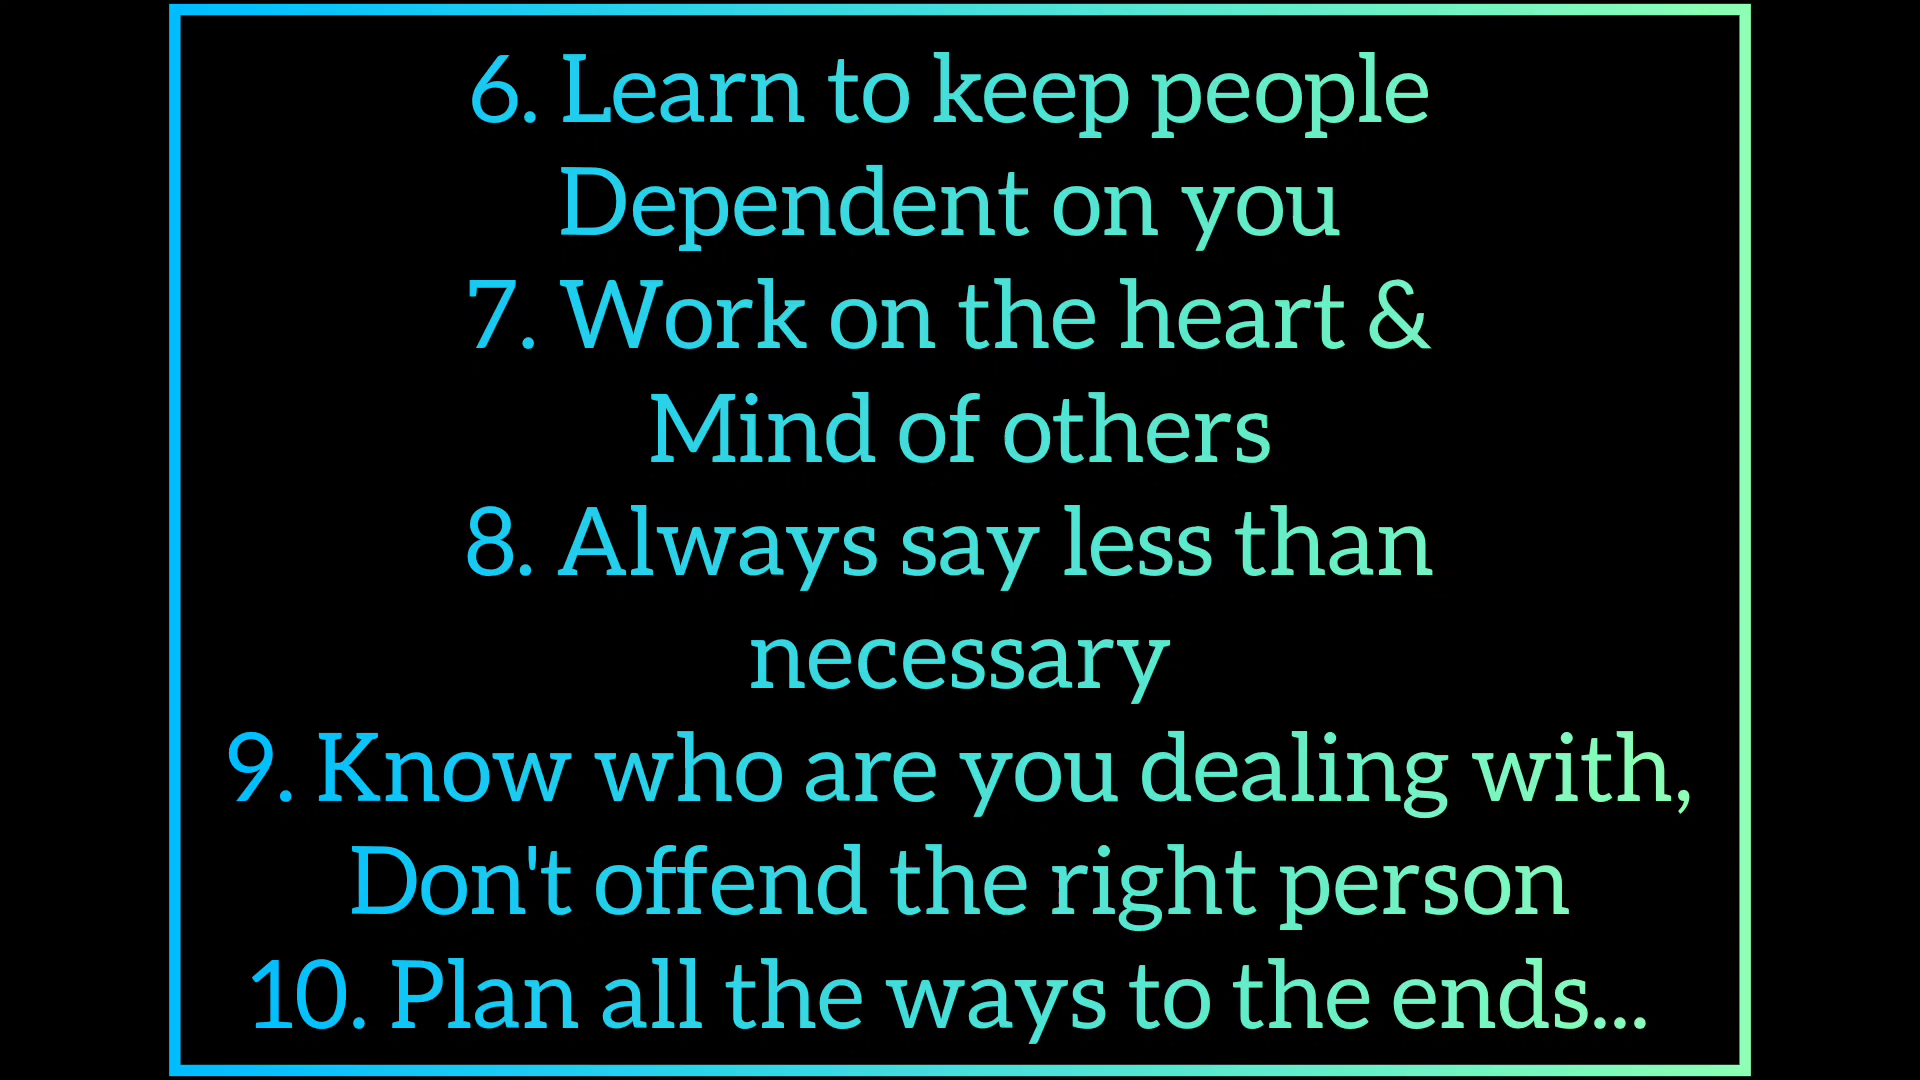 6. Learn to keep people
Dependent on you
7. Work on the heart &
Mind of others
8. Always say less than
necessary
9. Know who are you dealing with,
Don't offend the right person
10. Plan all the ways to the ends...